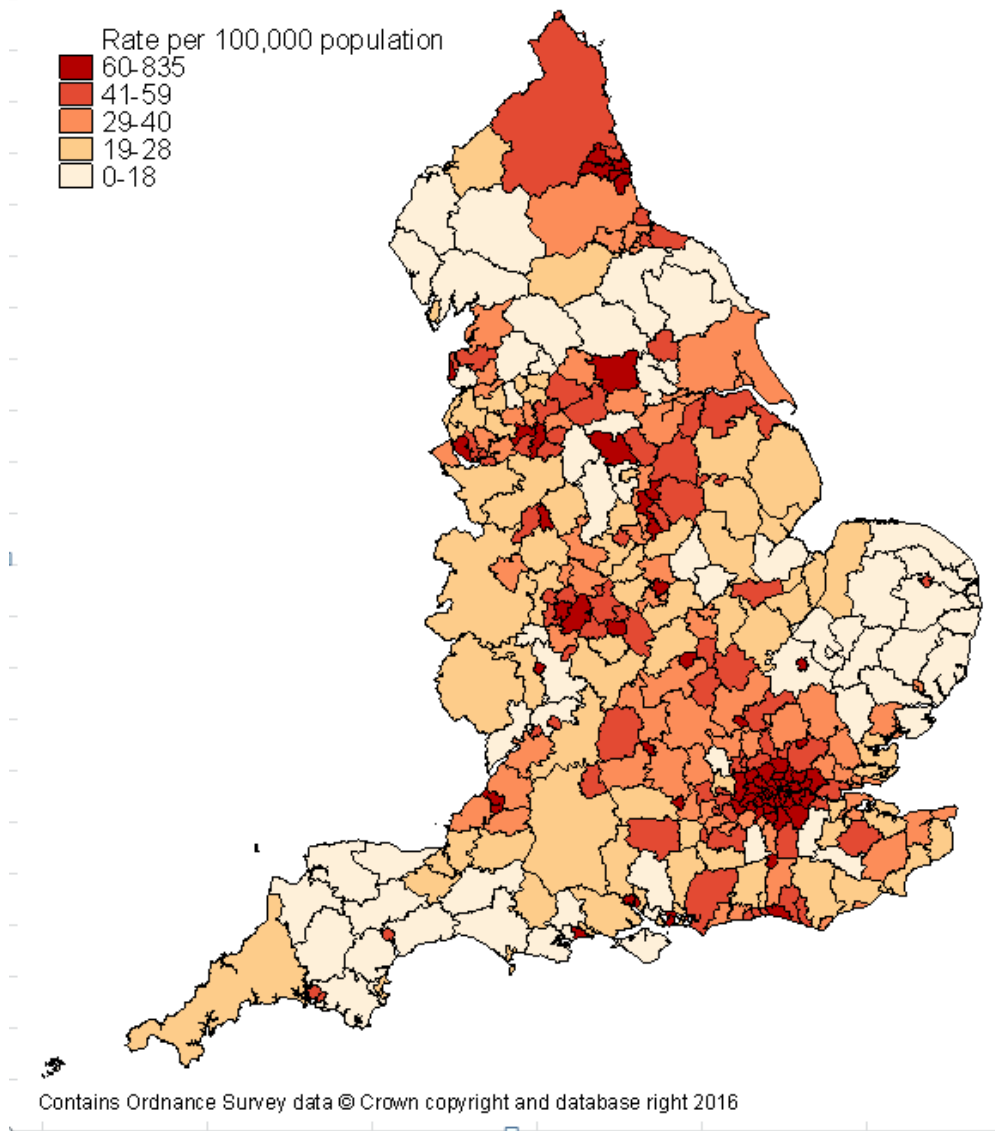 Rate per 100,000 population
60-835
41-59
29-40
19-28
0-18
Contains Ordnance Survey data © Crown copyright and database right 2016